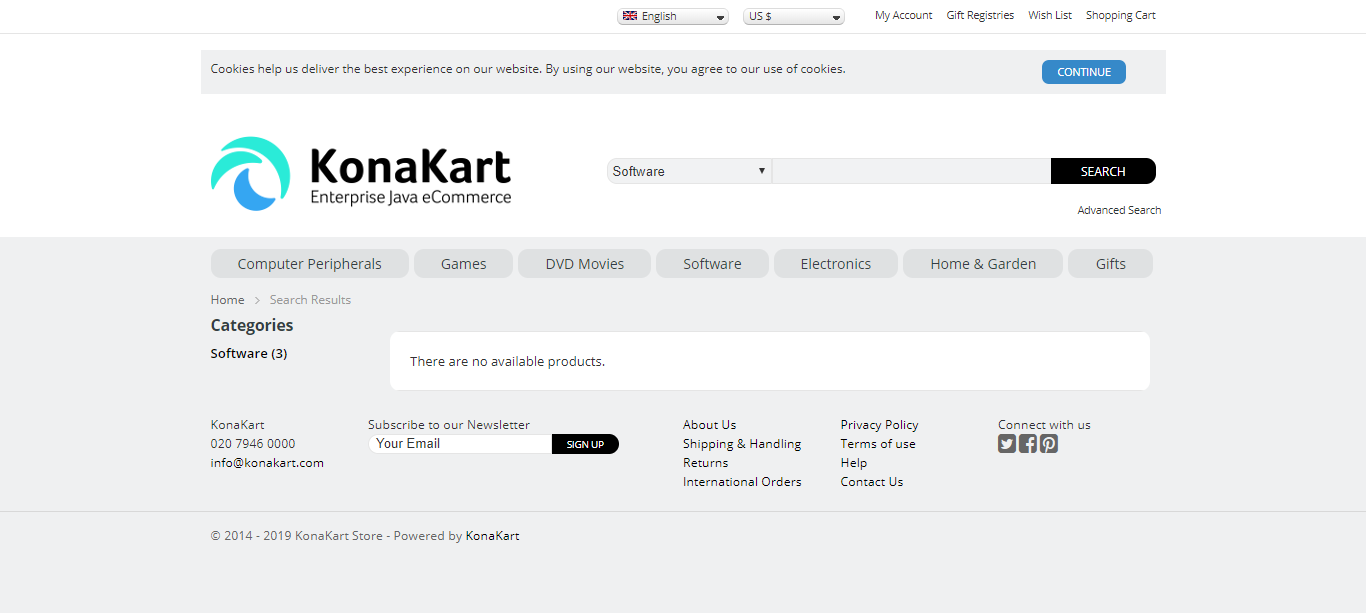 English US $ My Account Gift Registries Wish List Shopping Cart
Cookies help us deliver the best experience on our website. By using our website, you agree to our use of cookies. CONTINUE
KonaKart
Enterprise Java eCommerce
Software SEARCH
Advanced Search
Computer Peripherals Games DVD Movies Software Electronics Home & Garden Gifts
Home > Search Results
Categories
Software (3)
There are no available products.
KonaKart
020 7946 0000
info@konakart.com
Subscribe to our Newsletter
Your Email SIGN UP
About Us
Shipping & Handling
Returns
International Orders
Privacy Policy
Terms of use
Help
Contact Us
Connect with us
© 2014 - 2019 KonaKart Store - Powered by KonaKart